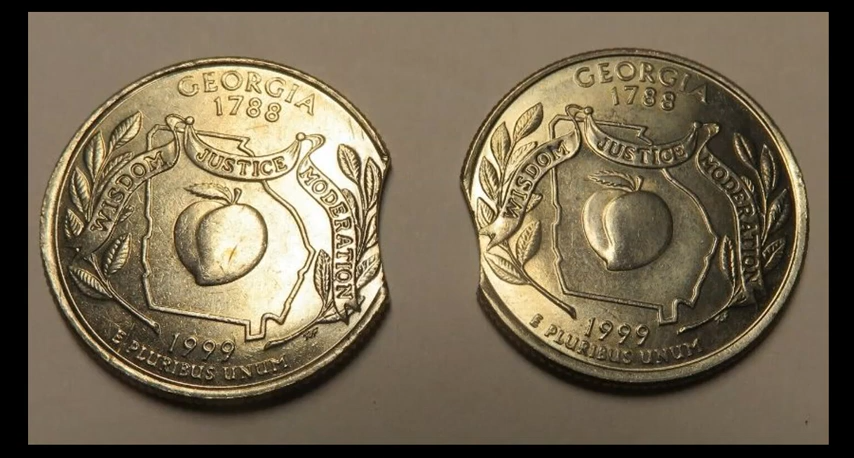 GEORGIA
1788
WISDOM
JUSTICE
MODERATION
1999
E PLURIBUS UNUM
GEORGIA
1788
WISDOM
JUSTICE
MODERATION
1999
E PLURIBUS UNUM